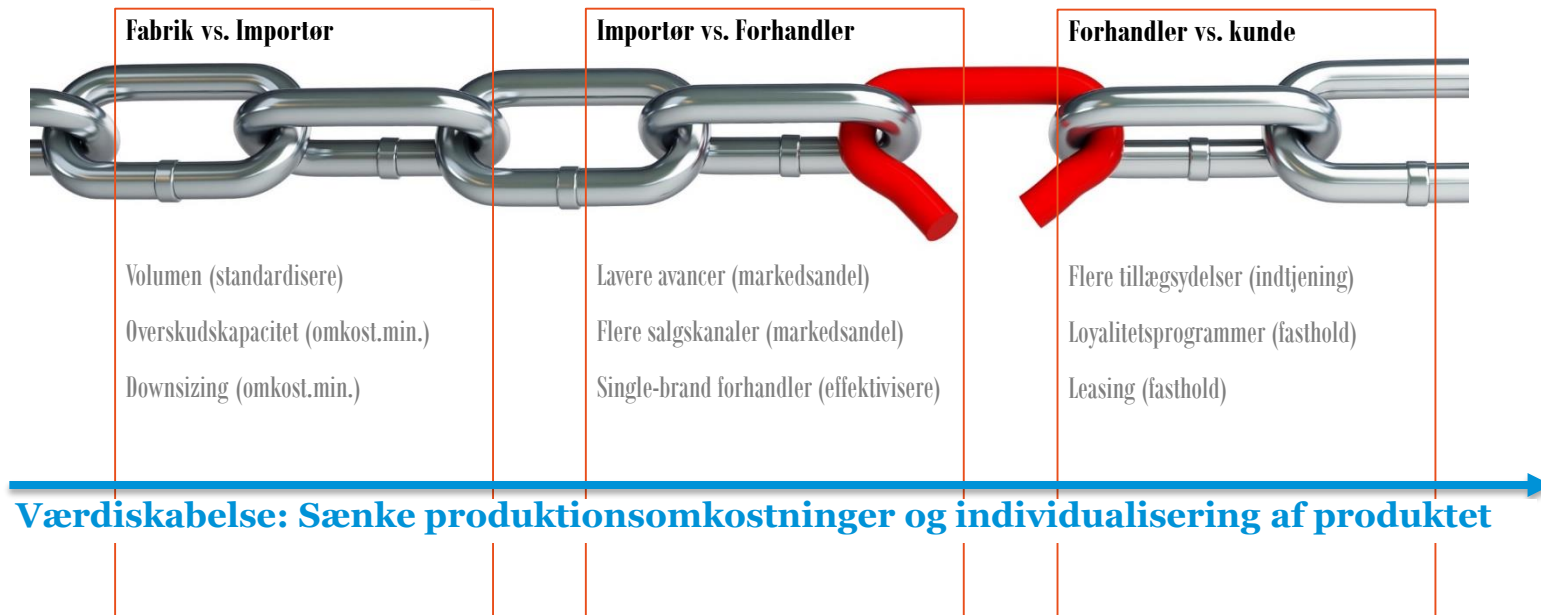 Fabrik vs. Importør
Volumen (standardisere)
Overskudskapacitet (omkost.min.)
Downsizing (omkost.min.)
Importør vs. Forhandler
Lavere avancer (markedsandel)
Flere salgskanaler (markedsandel)
Single-brand forhandler (effektivisere)
Forhandler vs. kunde
Flere tillægsydelser (indtjening)
Loyalitetsprogrammer (fasthold)
Leasing (fasthold)
Værdiskabelse: Sænke produktionsomkostninger og individualisering af produktet